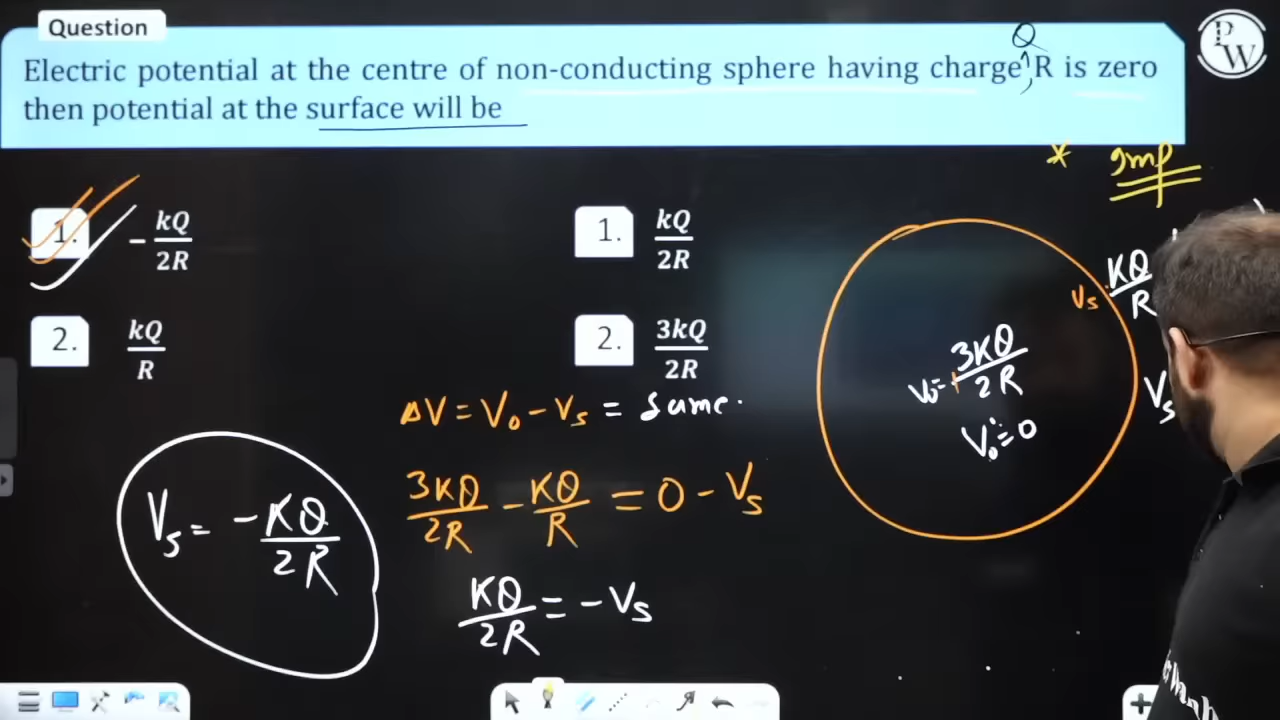 Question
Q
Electric potential at the centre of non-conducting sphere having charge, R is zero
then potential at the surface will be
PW
* Imp
1. - kQ/2R
1. kQ/2R
2. kQ/R
2. 3kQ/2R
KQ/R
Vs
V0 = 3KQ/2R
V0 = 0
Vs
ΔV = V0 - Vs = Same.
3KQ/2R - KQ/R = 0 - Vs
KQ/2R = - Vs
Vs = - KQ/2R